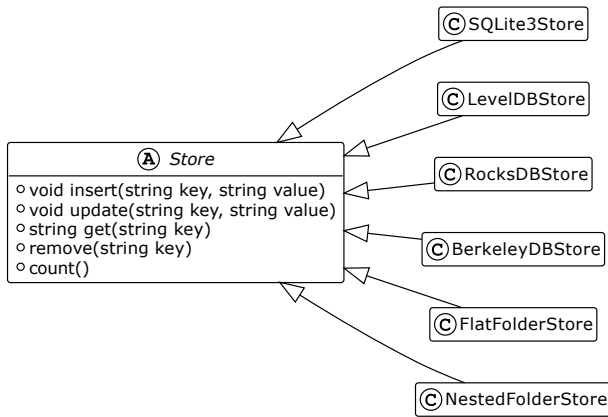 A Store
void insert(string key, string value)
void update(string key, string value)
string get(string key)
remove(string key)
count()
C SQLite3Store
C LevelDBStore
C RocksDBStore
C BerkeleyDBStore
C FlatFolderStore
C NestedFolderStore